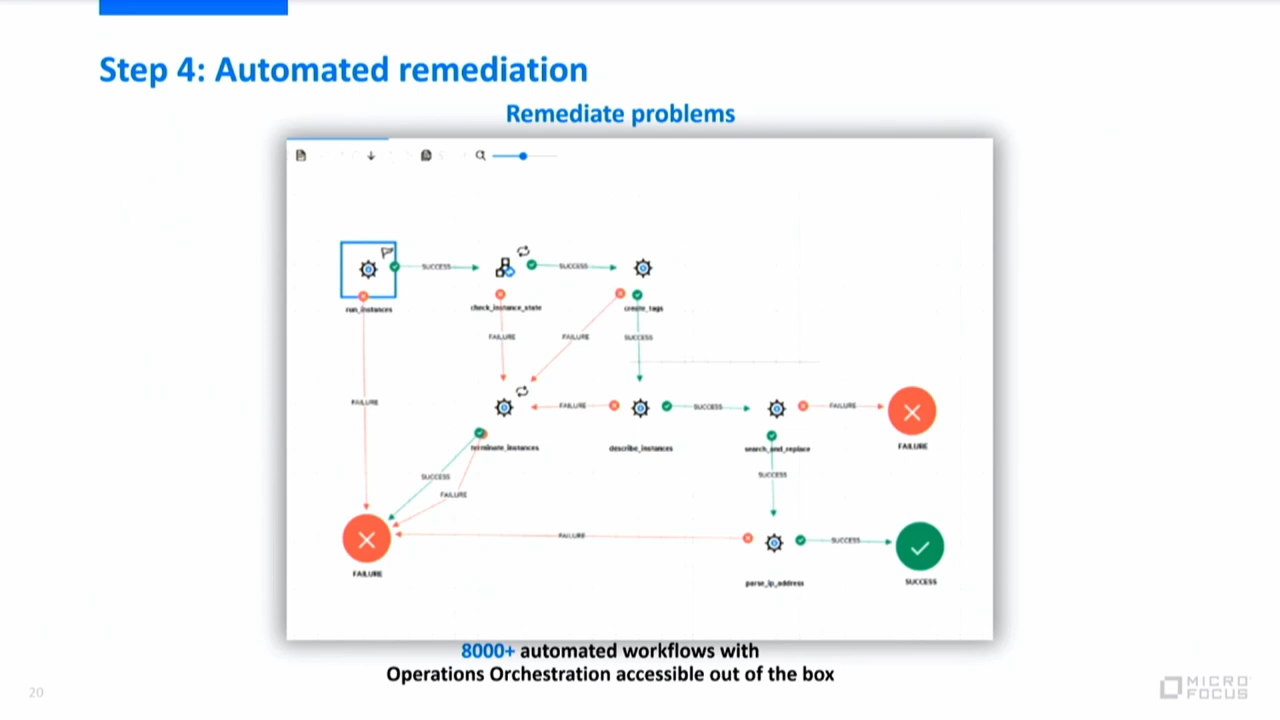 Step 4: Automated remediation
Remediate problems
SUCCESS
SUCCESS
run_instances
check_instance_state
create_tags
FAILURE
FAILURE
SUCCESS
FAILURE
FAILURE
SUCCESS
FAILURE
terminate_instances
describe_instances
search_and_replace
FAILURE
SUCCESS
SUCCESS
FAILURE
FAILURE
SUCCESS
FAILURE
parse_ip_address
SUCCESS
8000+ automated workflows with
Operations Orchestration accessible out of the box
20
MICRO
FOCUS